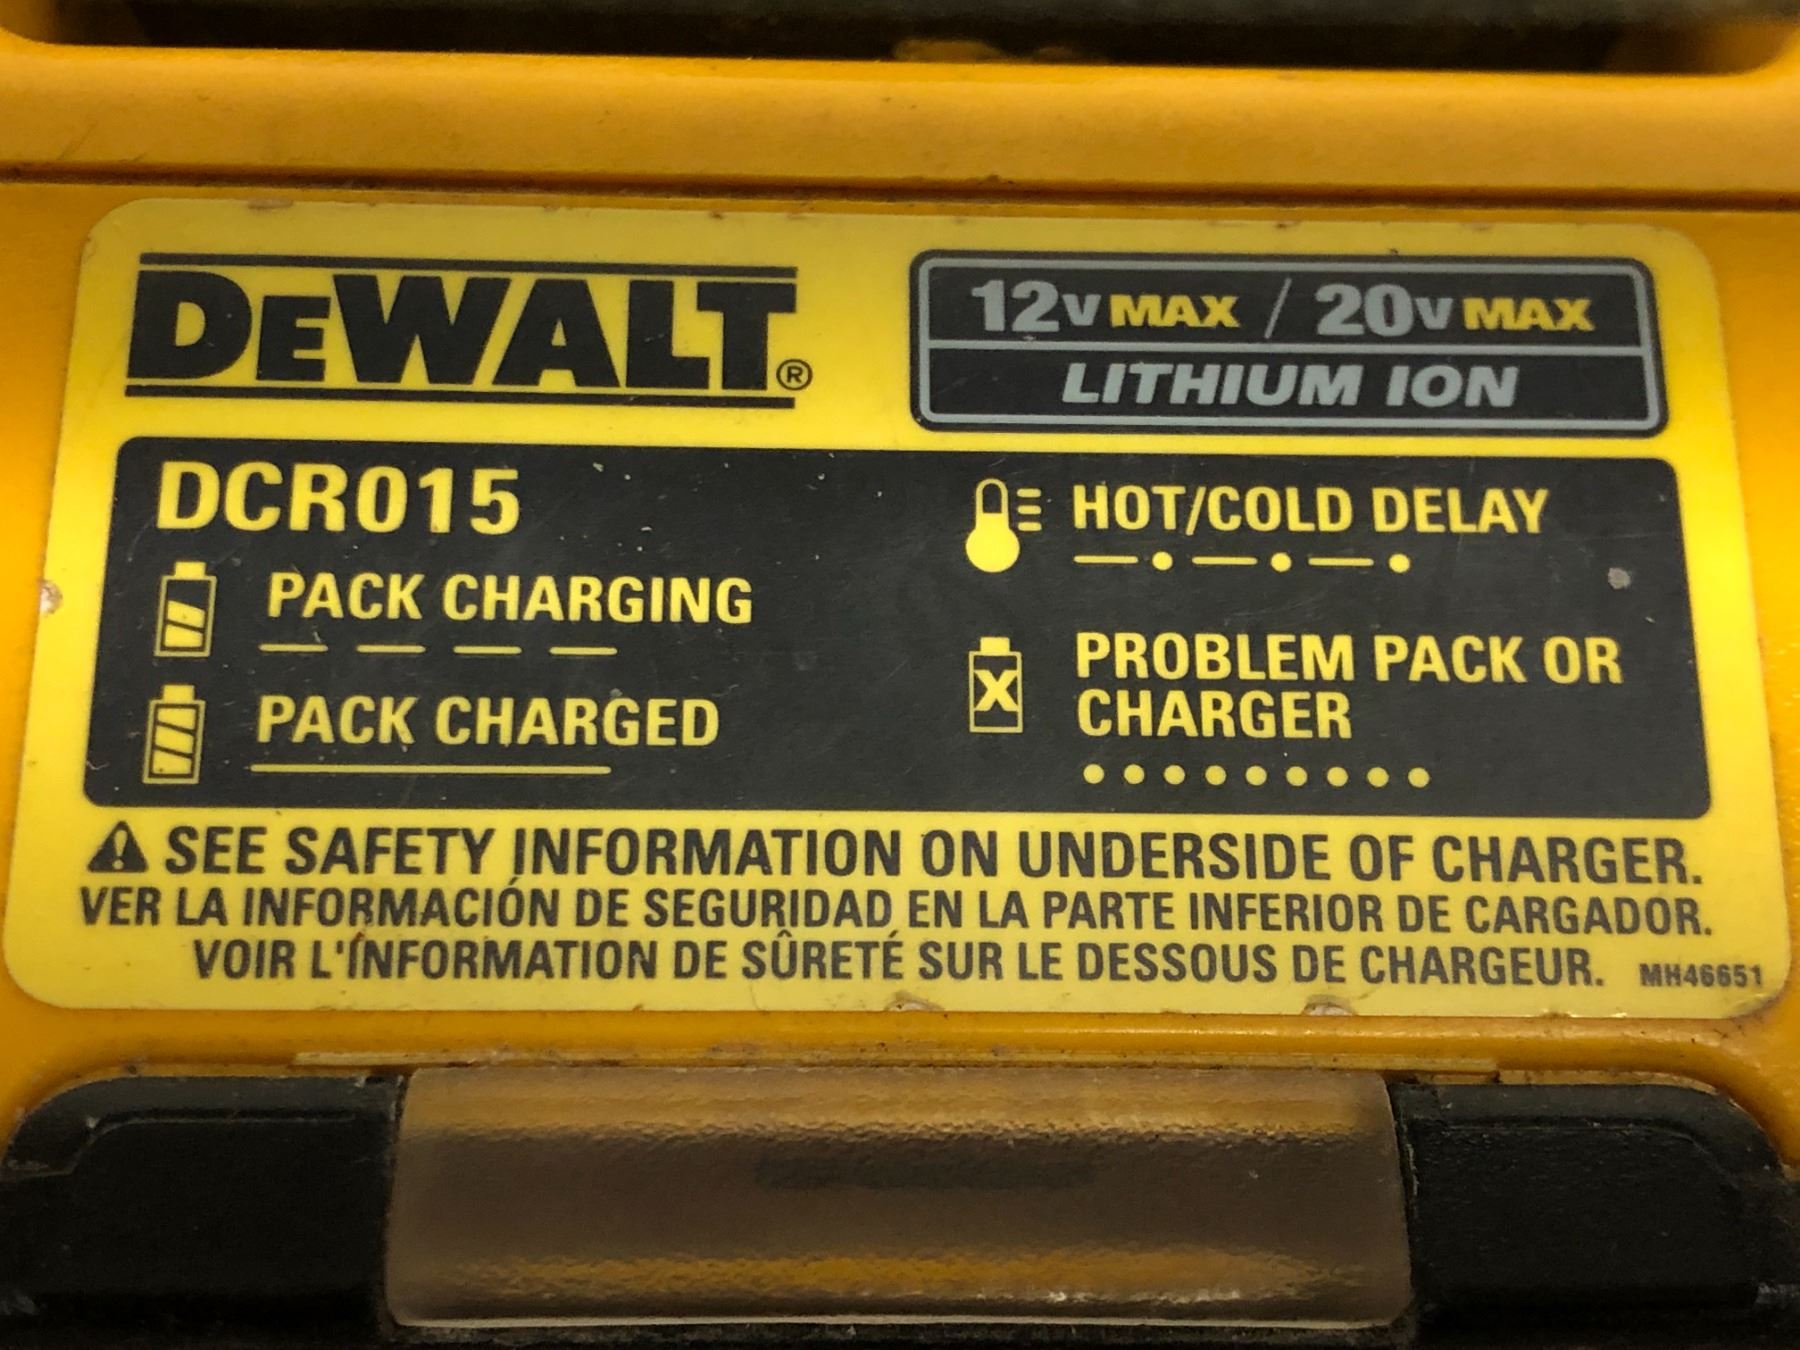 DEWALT®
12V MAX / 20V MAX
LITHIUM ION
DCR015
PACK CHARGING
PACK CHARGED
HOT/COLD DELAY
PROBLEM PACK OR
CHARGER
SEE SAFETY INFORMATION ON UNDERSIDE OF CHARGER.
VER LA INFORMACIÓN DE SEGURIDAD EN LA PARTE INFERIOR DE CARGADOR.
VOIR L'INFORMATION DE SÛRETÉ SUR LE DESSOUS DE CHARGEUR. MH46651